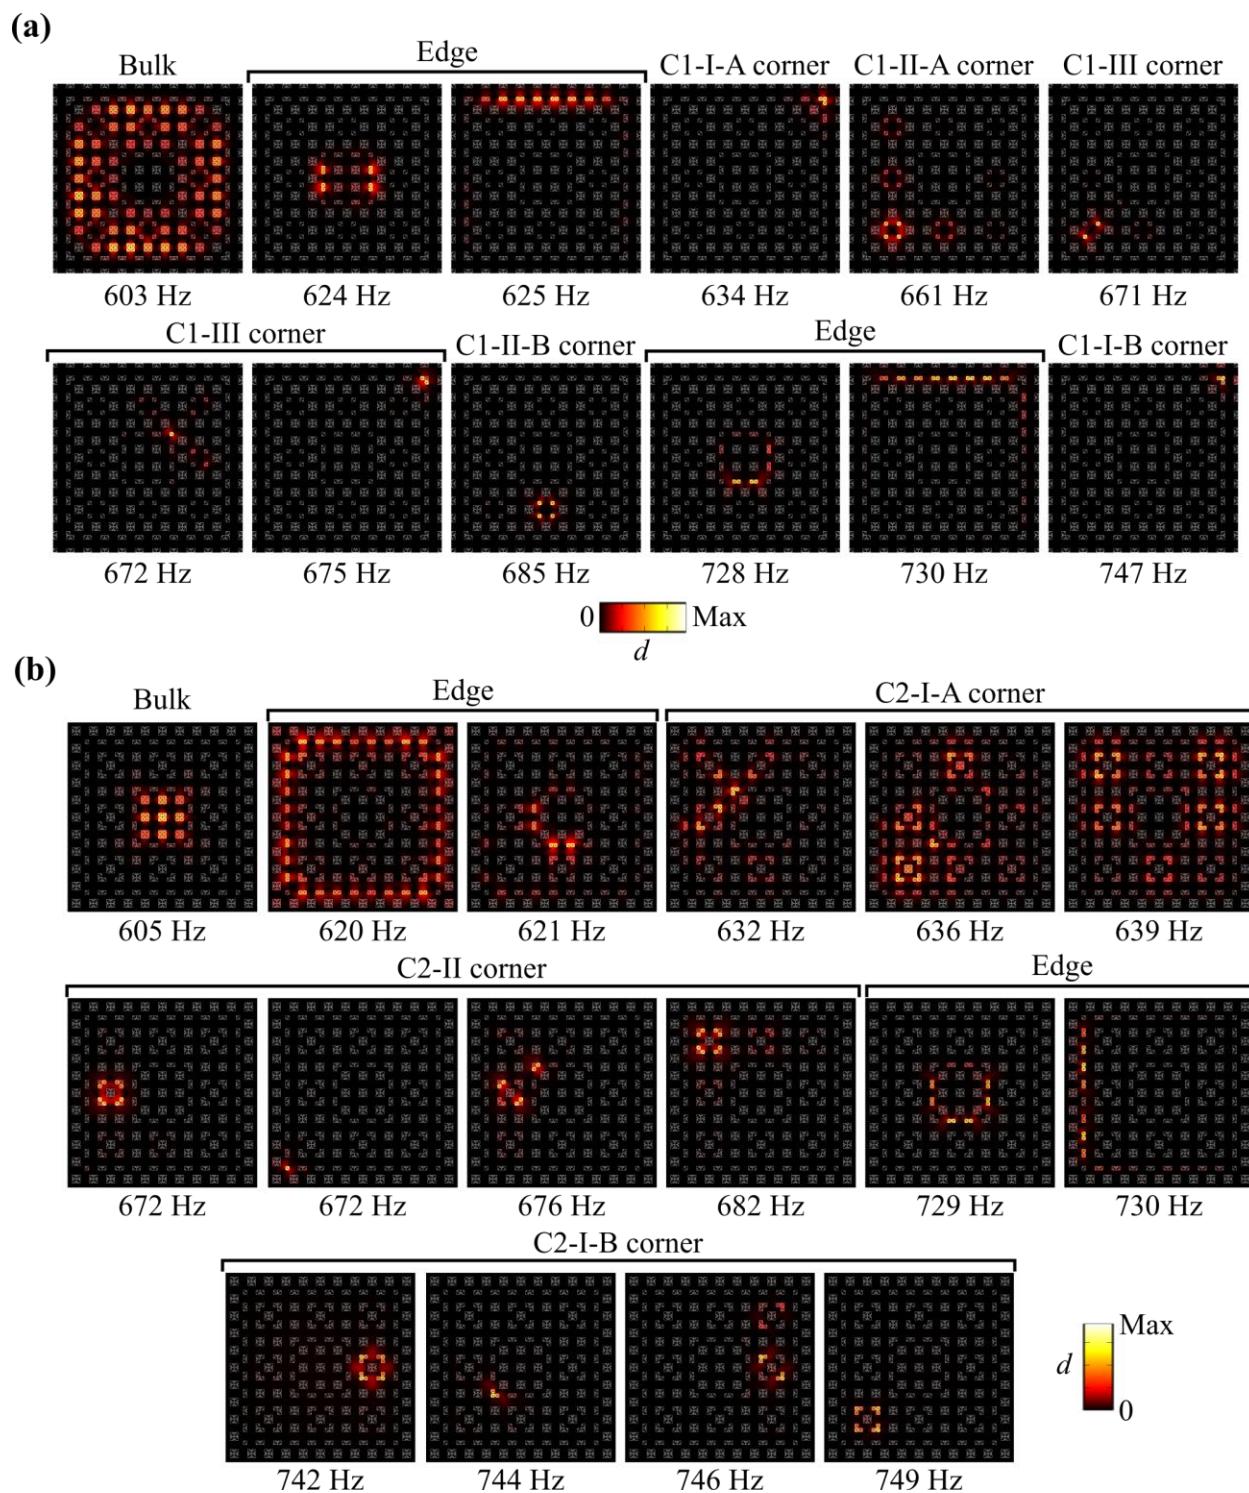 (a)
Edge
Bulk C1-I-A corner C1-II-A corner C1-III corner
603 Hz 624 Hz 625 Hz 634 Hz 661 Hz 671 Hz
C1-III corner C1-II-B corner Edge C1-I-B corner
672 Hz 675 Hz 685 Hz 728 Hz 730 Hz 747 Hz
0 Max
d
(b)
Bulk Edge C2-I-A corner
605 Hz 620 Hz 621 Hz 632 Hz 636 Hz 639 Hz
C2-II corner Edge
672 Hz 672 Hz 676 Hz 682 Hz 729 Hz 730 Hz
C2-I-B corner
Max
d
0
742 Hz 744 Hz 746 Hz 749 Hz